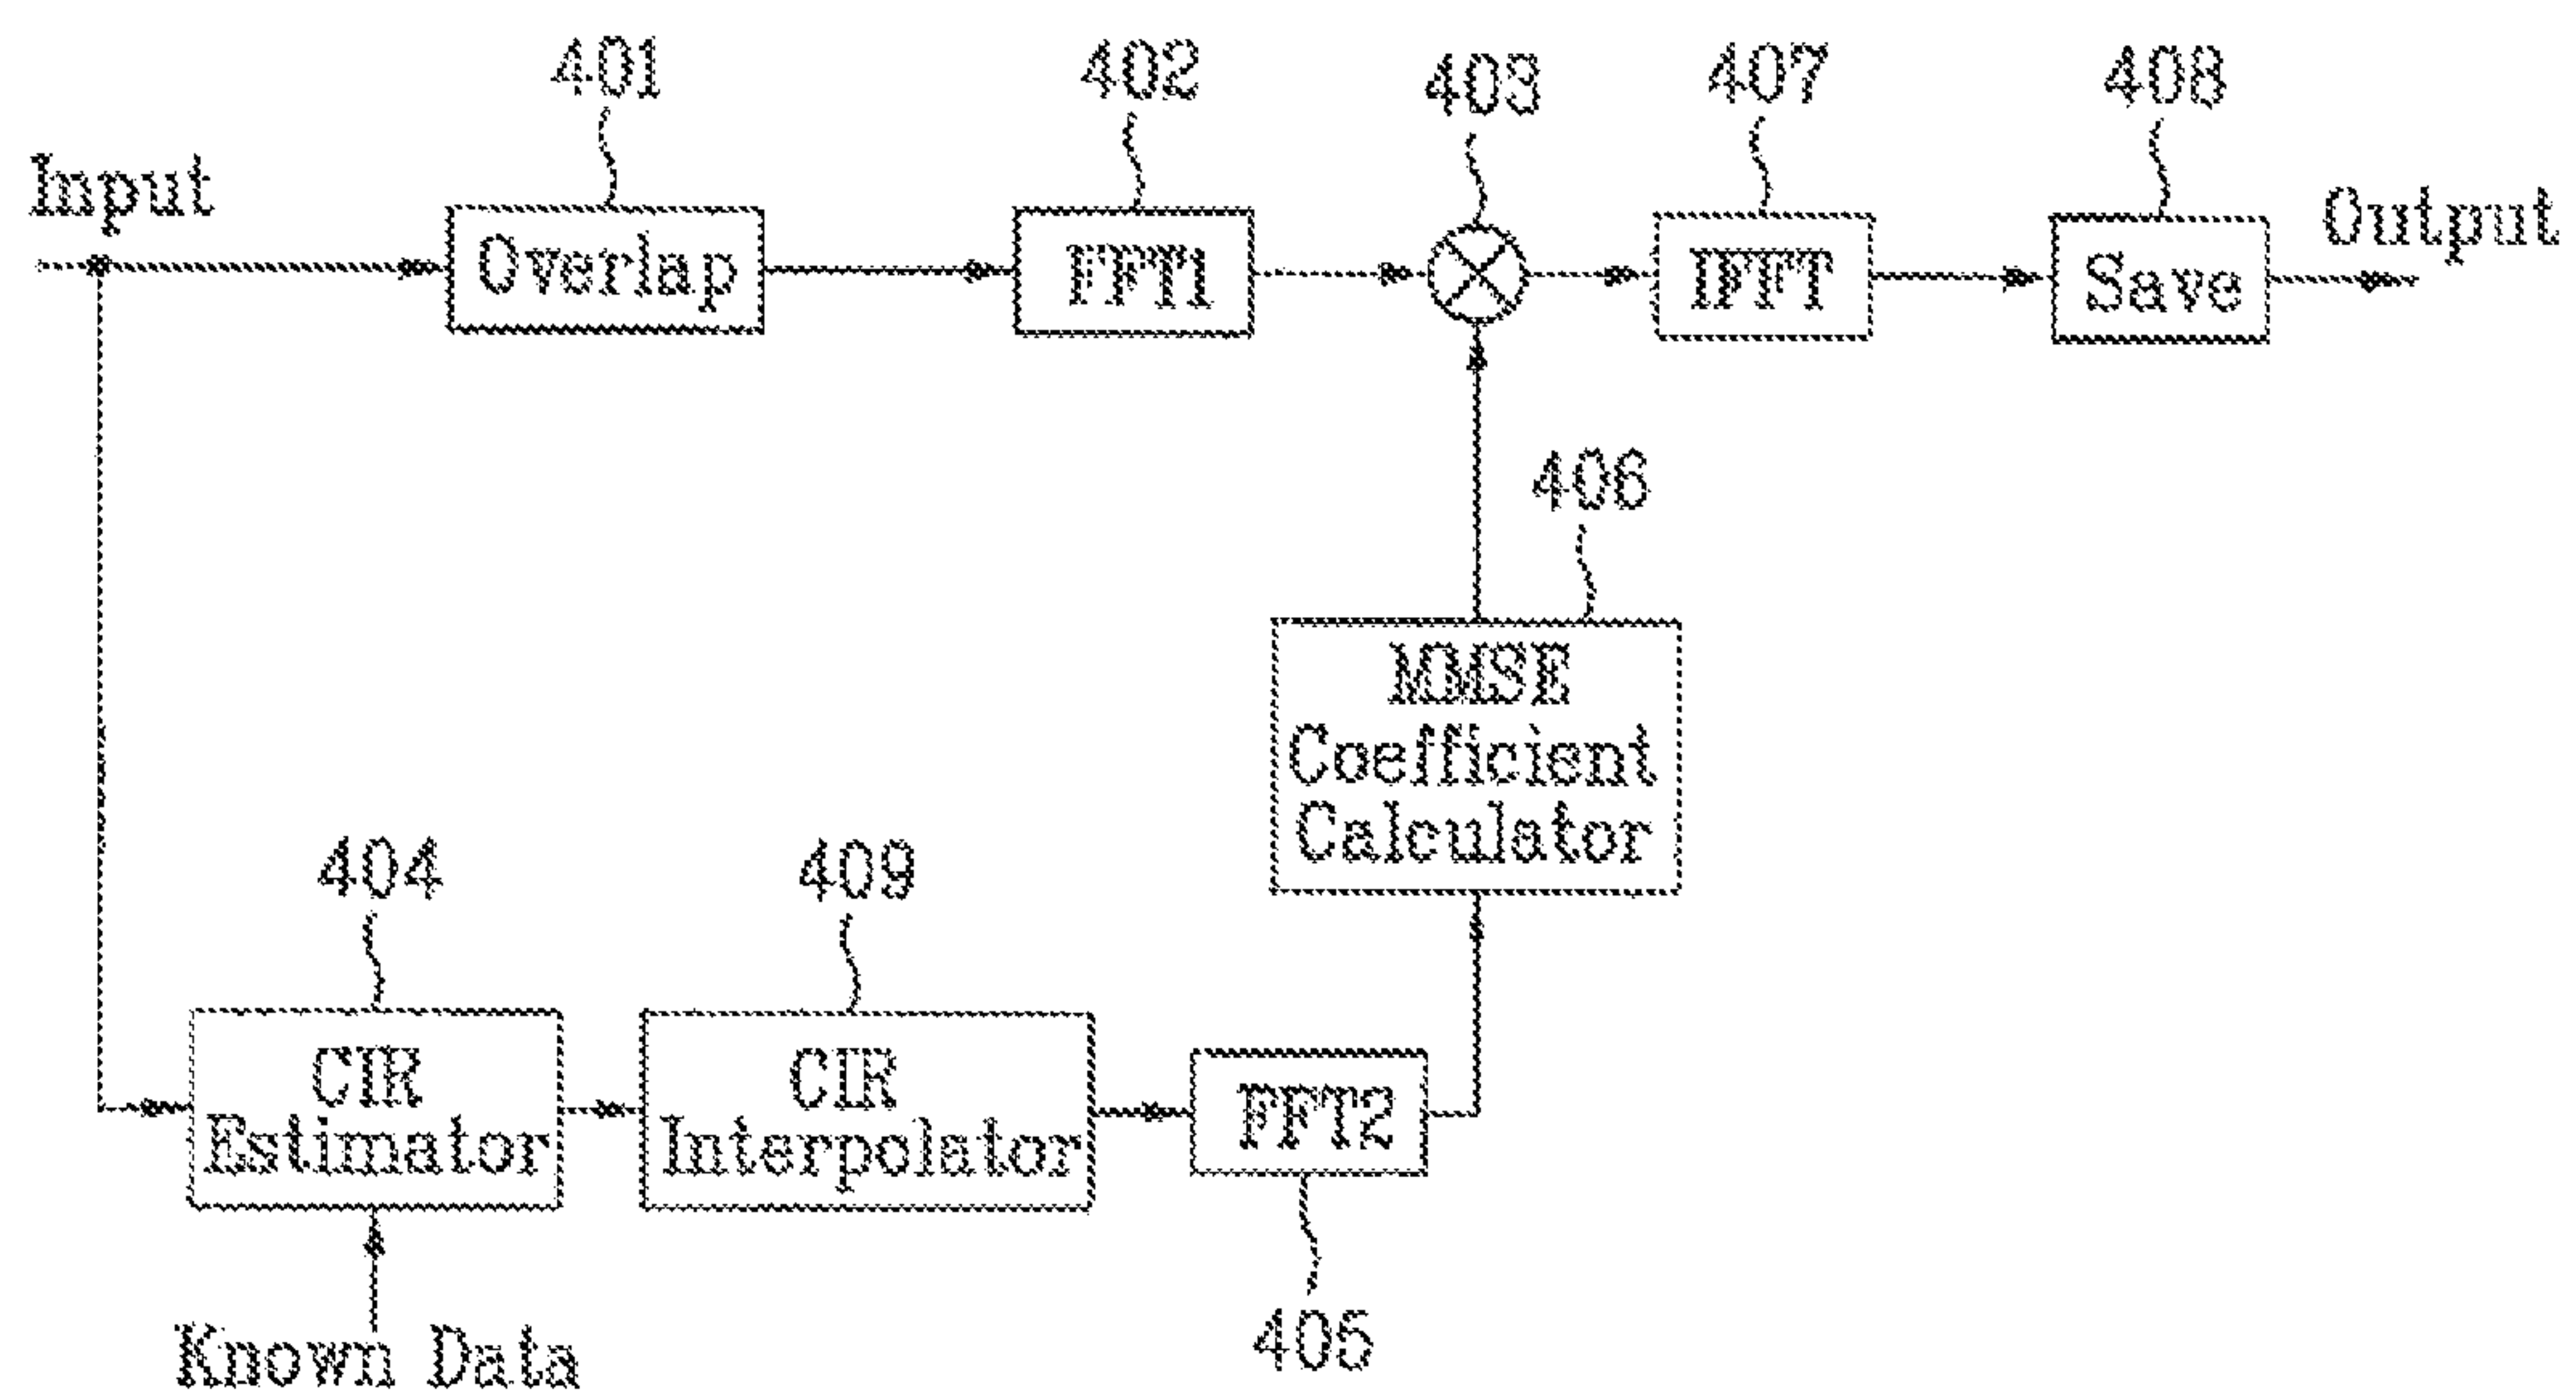 401
402
403
407
408
Input
Overlap
FFT1
IFFT
Save
Output
406
MMSE
Coefficient
Calculator
404
409
CIR
Estimator
CIR
Interpolator
FFT2
405
Known Data